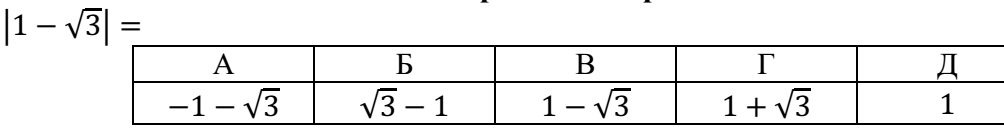 |1 − √3| =
А Б В Г Д
−1 − √3 √3 − 1 1 − √3 1 + √3 1